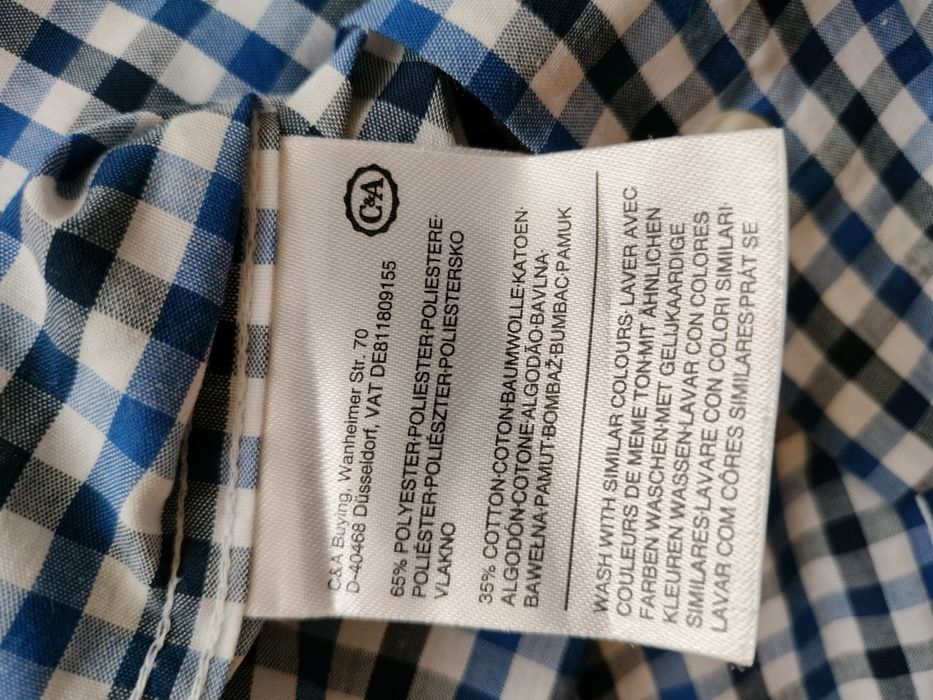 C&A
C&A Buying, Wanheimer Str. 70
D-40468 Düsseldorf, VAT DE811809155
65% POLYESTER·POLIESTER·POLIESTERE·
POLIÉSTER·POLIÉSZTER·POLIESTERSKO
VLAKNO
35% COTTON·COTON·BAUMWOLLE·KATOEN·
ALGODÓN·COTONE·ALGODÃO·BAVLNA·
BAWEŁNA·PAMUT·BOMBAŽ·BUMBAC·PAMUK
WASH WITH SIMILAR COLOURS·LAVER AVEC
COULEURS DE MEME TON·MIT ÄHNLICHEN
FARBEN WASCHEN·MET GELIJKAARDIGE
KLEUREN WASSEN·LAVAR CON COLORES
SIMILARES·LAVARE CON COLORI SIMILARI·
LAVAR COM CÔRES SIMILARES·PRÁT SE